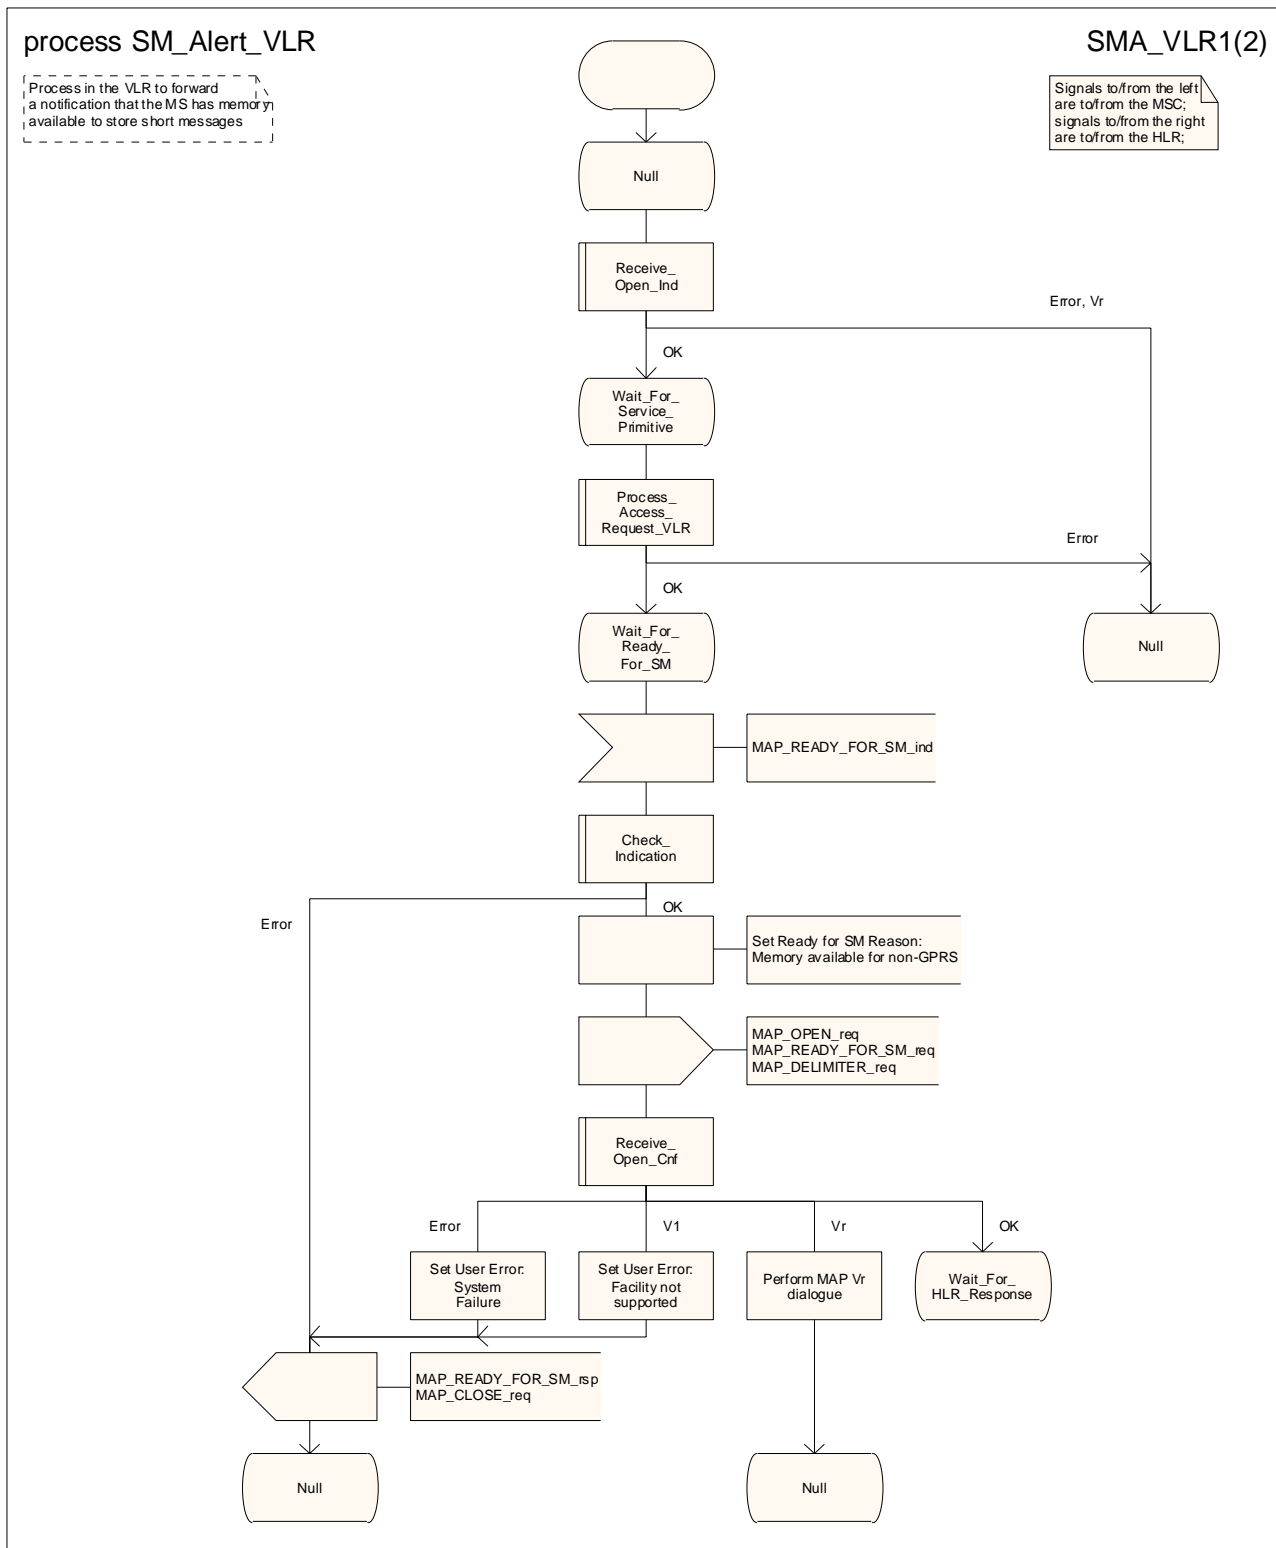 process SM_Alert_VLR
SMA_VLR1(2)
Process in the VLR to forward
a notification that the MS has memory
available to store short messages
Signals to/from the left
are to/from the MSC;
signals to/from the right
are to/from the HLR;
Null
Receive_
Open_Ind
Error, Vr
OK
Wait_For_
Service_
Primitive
Process_
Access_
Request_VLR
Error
OK
Wait_For_
Ready_
For_SM
Null
MAP_READY_FOR_SM_ind
Check_
Indication
Error
OK
Set Ready for SM Reason:
Memory available for non-GPRS
MAP_OPEN_req
MAP_READY_FOR_SM_req
MAP_DELIMITER_req
Receive_
Open_Cnf
Error
V1
Vr
OK
Set User Error:
System
Failure
Set User Error:
Facility not
supported
Perform MAP Vr
dialogue
Wait_For_
HLR_Response
MAP_READY_FOR_SM_rsp
MAP_CLOSE_req
Null
Null